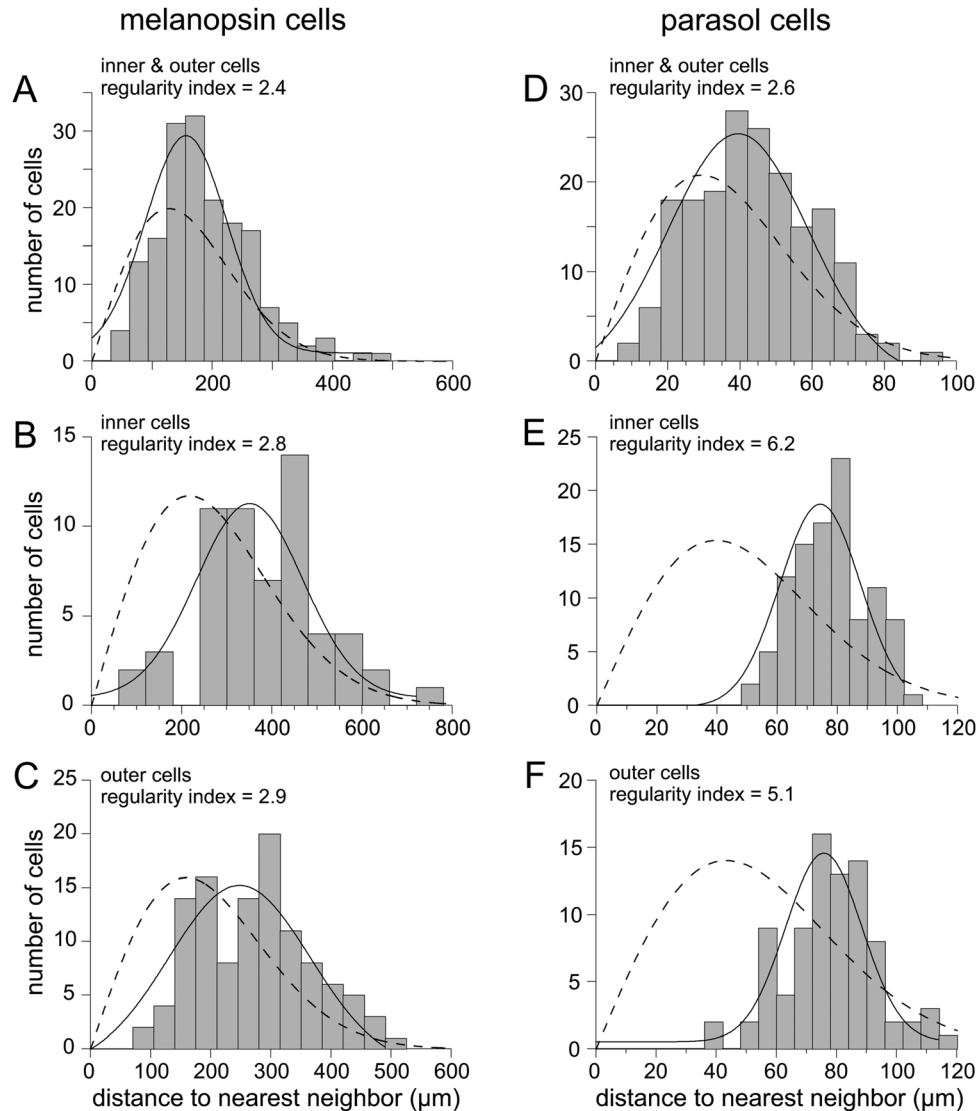 melanopsin cells
parasol cells
A
inner & outer cells
regularity index = 2.4
number of cells
30
20
10
0
0
200
400
600
D
inner & outer cells
regularity index = 2.6
30
20
10
0
0
20
40
60
80
100
B
inner cells
regularity index = 2.8
number of cells
15
10
5
0
0
200
400
600
800
E
inner cells
regularity index = 6.2
25
20
15
10
5
0
0
20
40
60
80
100
120
C
outer cells
regularity index = 2.9
number of cells
25
20
15
10
5
0
0
100
200
300
400
500
600
distance to nearest neighbor (µm)
F
outer cells
regularity index = 5.1
20
15
10
5
0
0
20
40
60
80
100
120
distance to nearest neighbor (µm)